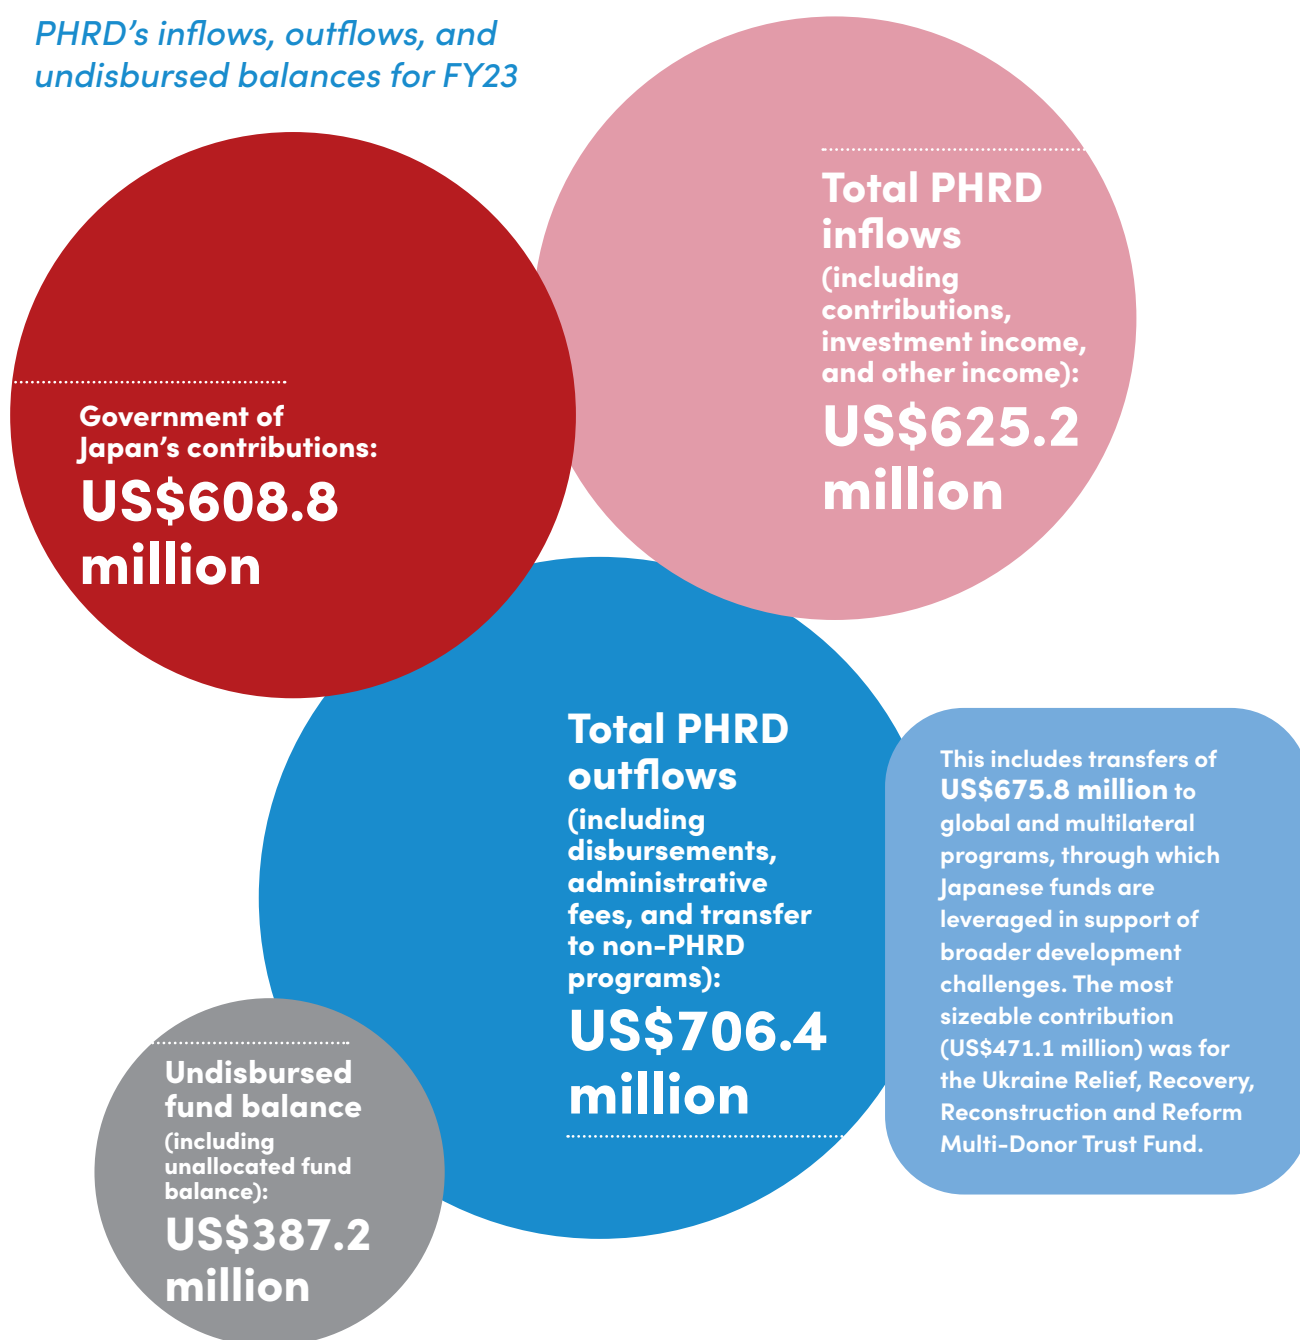 PHRD’s inflows, outflows, and
undisbursed balances for FY23
Government of
Japan’s contributions:
US$608.8
million
Total PHRD
inflows
(including
contributions,
investment income,
and other income):
US$625.2
million
Total PHRD
outflows
(including
disbursements,
administrative
fees, and transfer
to non-PHRD
programs):
US$706.4
million
This includes transfers of
US$675.8 million to
global and multilateral
programs, through which
Japanese funds are
leveraged in support of
broader development
challenges. The most
sizeable contribution
(US$471.1 million) was for
the Ukraine Relief, Recovery,
Reconstruction and Reform
Multi-Donor Trust Fund.
Undisbursed
fund balance
(including
unallocated fund
balance):
US$387.2
million